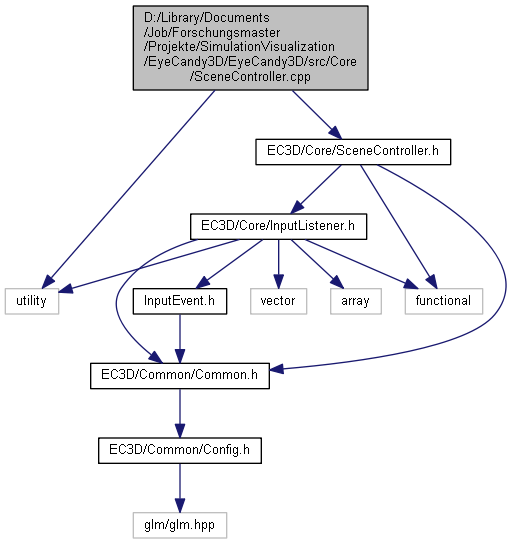 D:/Library/Documents
/Job/Forschungsmaster
/Projekte/SimulationVisualization
/EyeCandy3D/EyeCandy3D/src/Core
/SceneController.cpp
EC3D/Core/SceneController.h
EC3D/Core/InputListener.h
utility
InputEvent.h
vector
array
functional
EC3D/Common/Common.h
EC3D/Common/Config.h
glm/glm.hpp